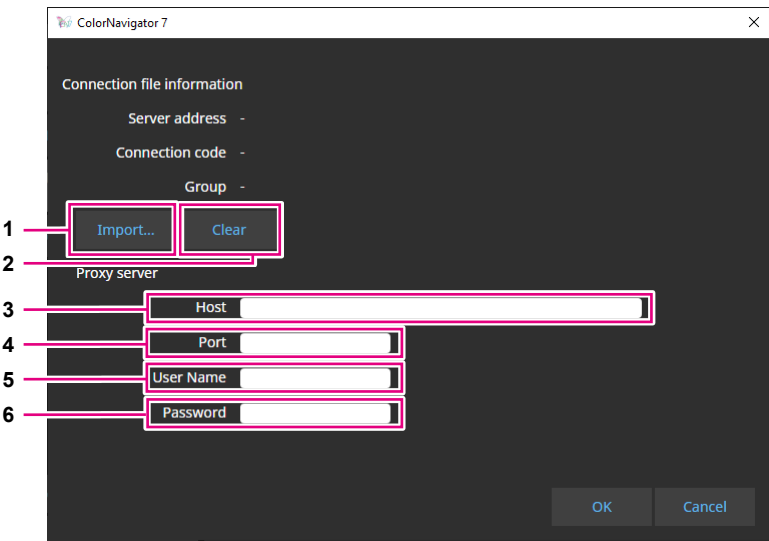 ColorNavigator 7
Connection file information
Server address -
Connection code -
Group -
1 Import... Clear
2
Proxy server
3 Host
4 Port
5 User Name
6 Password
OK Cancel